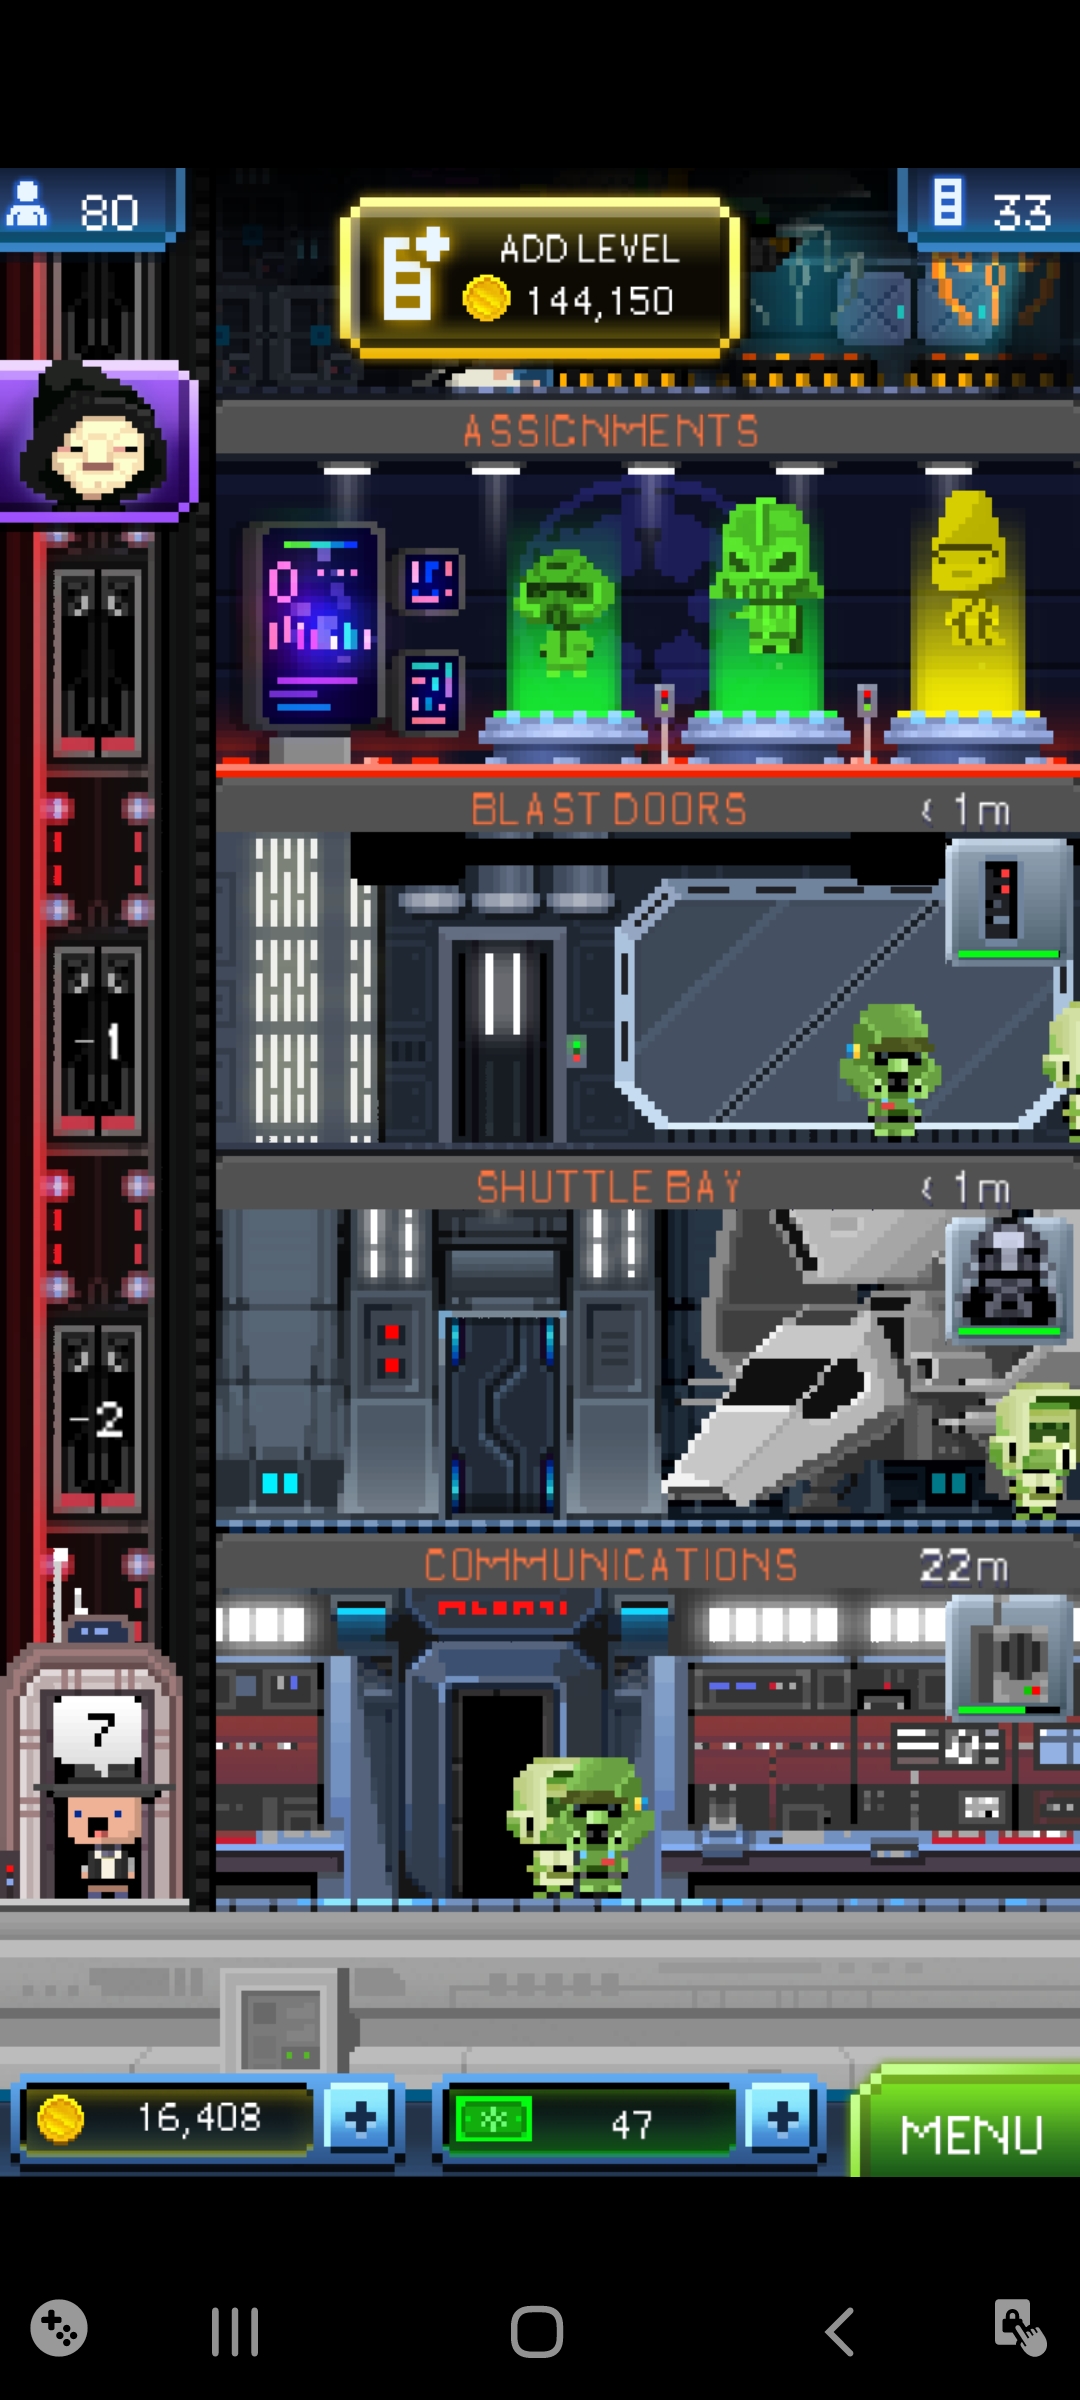 80
33
ADD LEVEL
144,150
ASSIGNMENTS
BLAST DOORS < 1m
-1
SHUTTLE BAY < 1m
-2
COMMUNICATIONS 22m
7
16,408
47
MENU